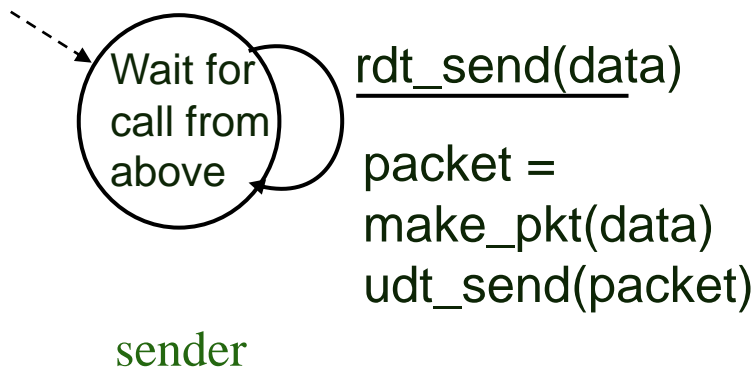 Wait for
call from
above
rdt_send(data)
packet =
make_pkt(data)
udt_send(packet)
sender